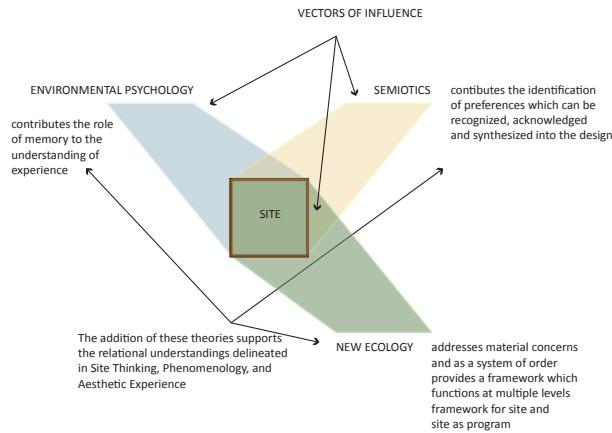 VECTORS OF INFLUENCE
ENVIRONMENTAL PSYCHOLOGY
contributes the role
of memory to the
understanding of
experience
SEMIOTICS
contibutes the identification
of preferences which can be
recognized, acknowledged
and synthesized into the design
SITE
The addition of these theories supports
the relational understandings delineated
in Site Thinking, Phenomenology, and
Aesthetic Experience
NEW ECOLOGY
addresses material concerns
and as a system of order
provides a framework which
functions at multiple levels
framework for site and
site as program